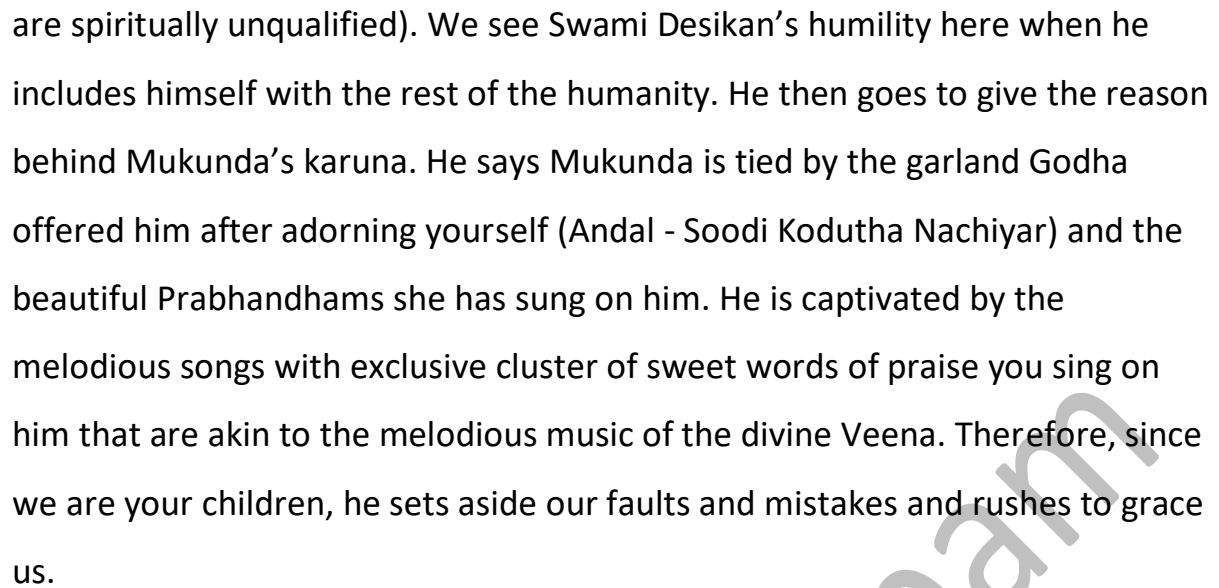 are spiritually unqualified). We see Swami Desikan’s humility here when he
includes himself with the rest of the humanity. He then goes to give the reason
behind Mukunda’s karuna. He says Mukunda is tied by the garland Godha
offered him after adorning yourself (Andal - Soodi Kodutha Nachiyar) and the
beautiful Prabhandhams she has sung on him. He is captivated by the
melodious songs with exclusive cluster of sweet words of praise you sing on
him that are akin to the melodious music of the divine Veena. Therefore, since
we are your children, he sets aside our faults and mistakes and rushes to grace
us.